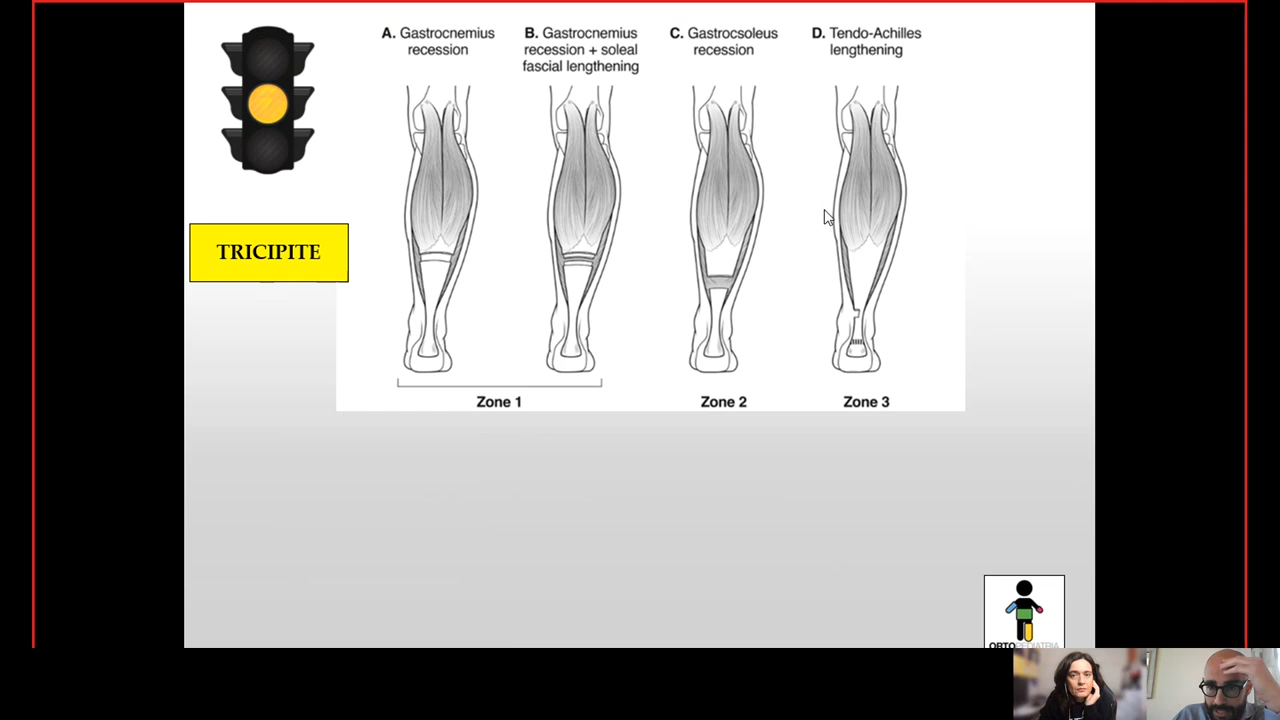 A. Gastrocnemius
recession
B. Gastrocnemius
recession + soleal
fascial lengthening
C. Gastrocsoleus
recession
D. Tendo-Achilles
lengthening
TRICIPITE
Zone 1
Zone 2
Zone 3
ORTOPEDIATRIA